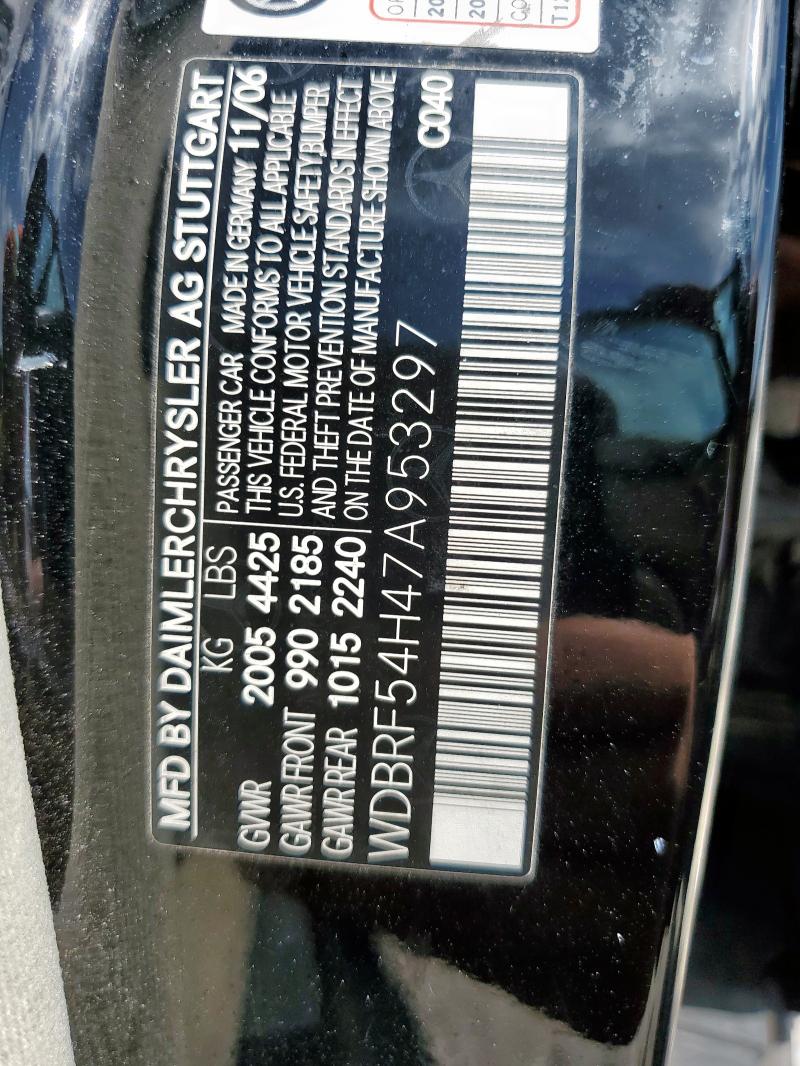 MFD BY DAIMLERCHRYSLER AG STUTTGART
KG LBS PASSENGER CAR MADE IN GERMANY 11/06
GVWR 2005 4425 THIS VEHICLE CONFORMS TO ALL APPLICABLE
GAWR FRONT 990 2185 U.S. FEDERAL MOTOR VEHICLE SAFETY BUMPER
GAWR REAR 1015 2240 AND THEFT PREVENTION STANDARDS IN EFFECT
ON THE DATE OF MANUFACTURE SHOWN ABOVE
WDBRF54H47A953297 C040